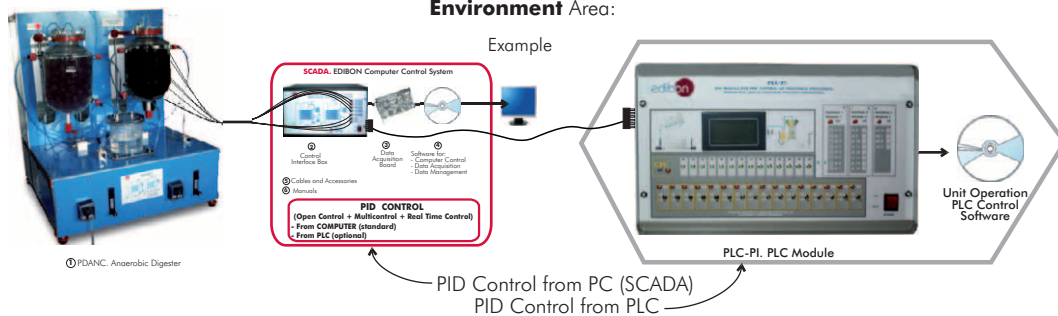 Environment Area:
Example
SCADA. EDIBON Computer Control System
② Control
Interface Box
③ Data
Acquisition
Board
④ Software for:
- Computer Control
- Data Acquisition
- Data Management
⑤ Cables and Accessories
⑥ Manuals
PID CONTROL
(Open Control + Multicontrol + Real Time Control)
- From COMPUTER (standard)
- From PLC (optional)
① PDANC. Anaerobic Digester
edibon
PLC-PI
PLC-PI. PLC Module
Unit Operation
PLC Control
Software
PID Control from PC (SCADA)
PID Control from PLC